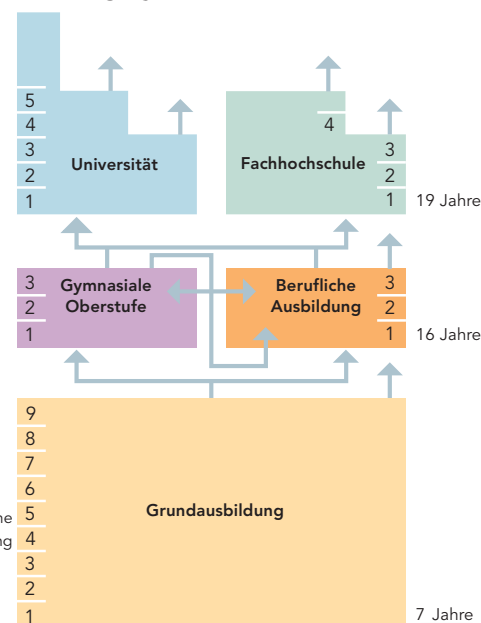 5
4
4
3
3
2
Universität
Fachhochschule
2
1
1
19 Jahre
3
Gymnasiale
Berufliche
3
2
Oberstufe
Ausbildung
2
1
1
16 Jahre
9
8
7
6
5
Grundausbildung
4
3
2
1
7 Jahre